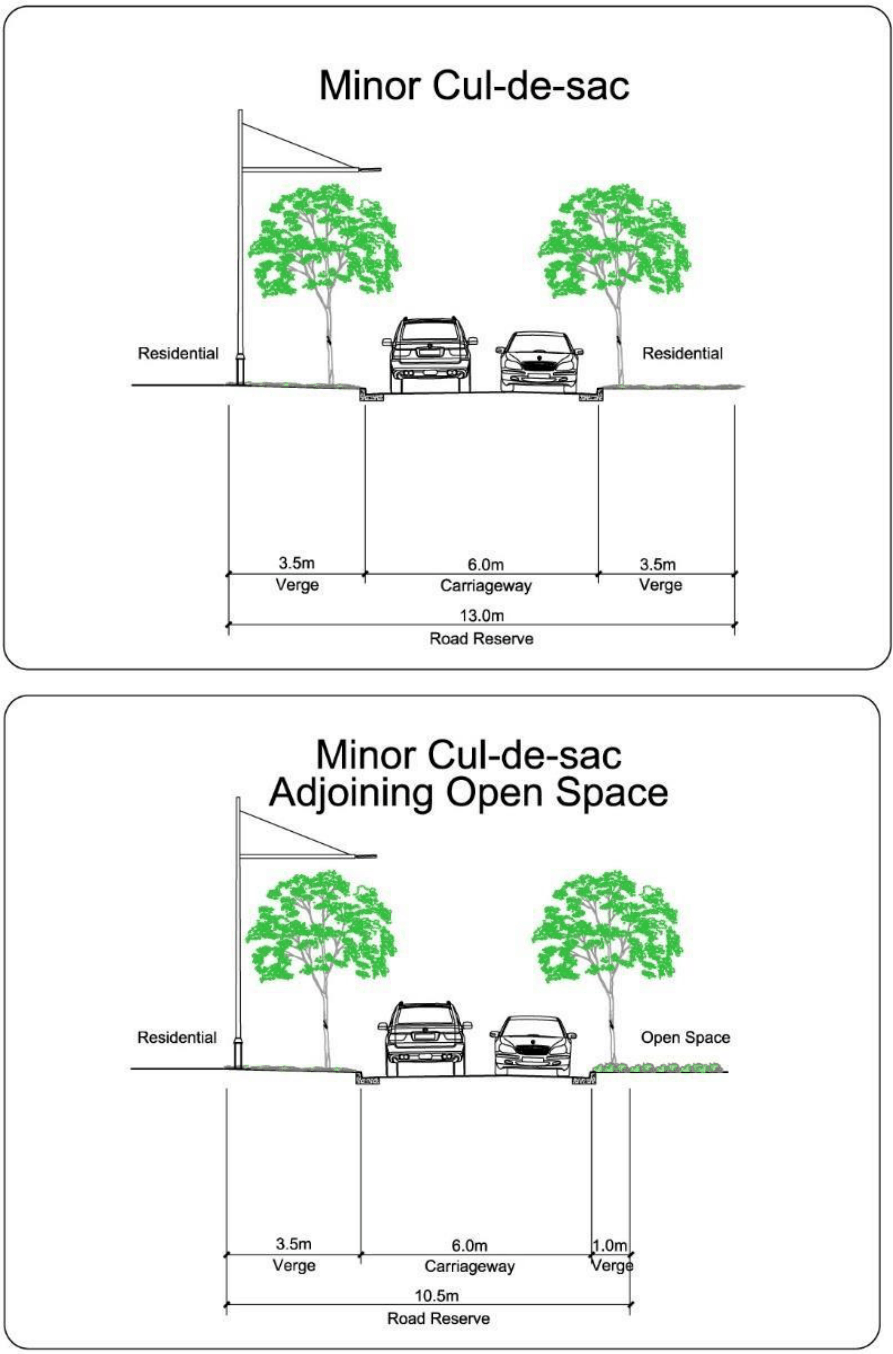 Minor Cul-de-sac
Residential
Residential
3.5m
6.0m
3.5m
Verge
Carriageway
Verge
13.0m
Road Reserve
Minor Cul-de-sac
Adjoining Open Space
Residential
Open Space
3.5m
6.0m
1.0m
Verge
Carriageway
Verge
10.5m
Road Reserve